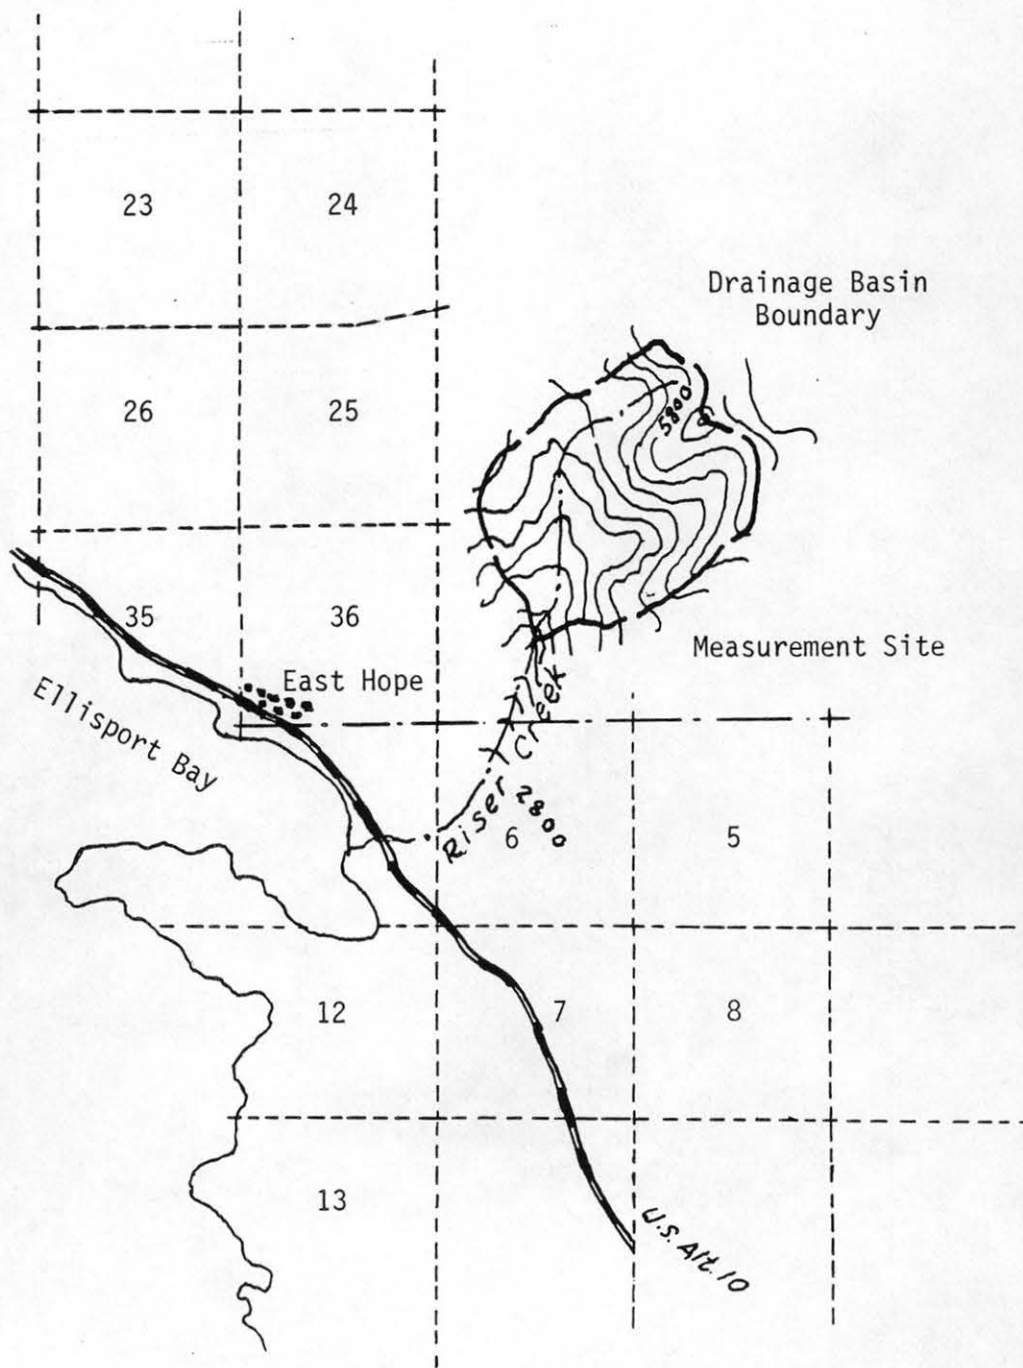 23
24
Drainage Basin
Boundary
26
25
5800
35
36
Measurement Site
East Hope
Ellisport Bay
Riser Creek
2800
6
5
12
7
8
13
U.S. Alt. 10